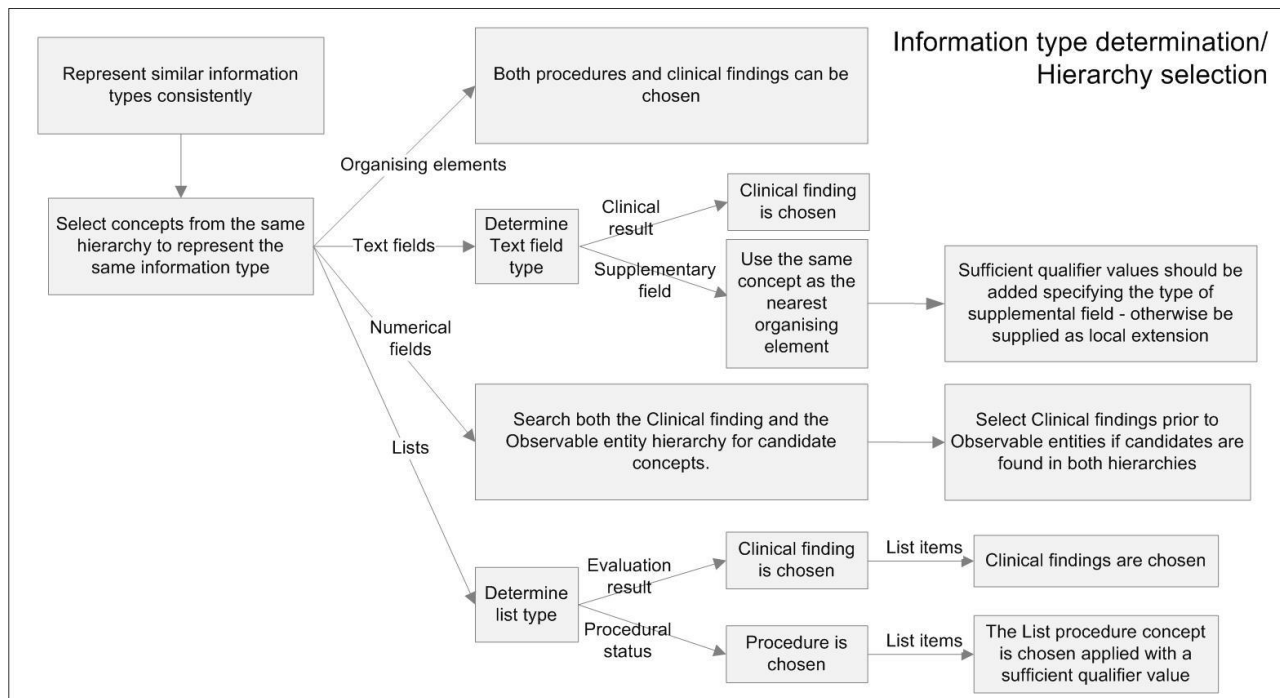 Information type determination/
Hierarchy selection
Represent similar information
types consistently
Select concepts from the same
hierarchy to represent the
same information type
Organising elements
Both procedures and clinical findings can be
chosen
Text fields
Determine
Text field
type
Clinical
result
Clinical finding
is chosen
Supplementary
field
Use the same
concept as the
nearest
organising
element
Sufficient qualifier values should be
added specifying the type of
supplemental field - otherwise be
supplied as local extension
Numerical
fields
Search both the Clinical finding and the
Observable entity hierarchy for candidate
concepts.
Select Clinical findings prior to
Observable entities if candidates are
found in both hierarchies
Lists
Determine
list type
Evaluation
result
Clinical finding
is chosen
List items
Clinical findings are chosen
Procedural
status
Procedure is
chosen
List items
The List procedure concept
is chosen applied with a
sufficient qualifier value